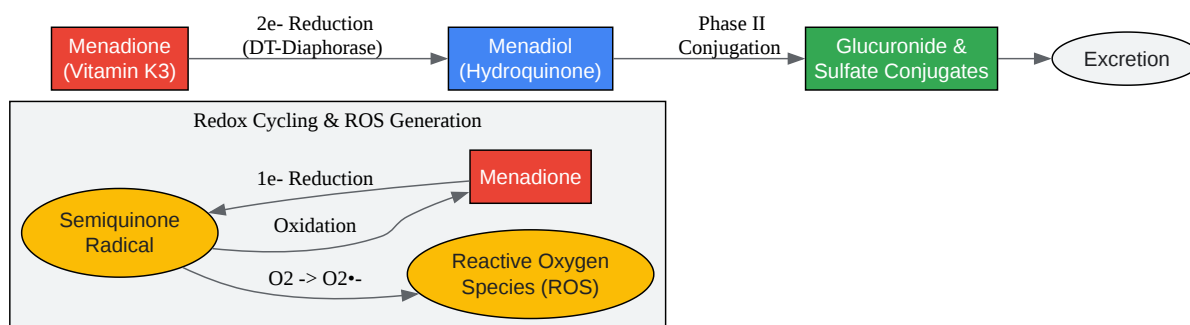 2e- Reduction
(DT-Diaphorase)
Phase II
Conjugation
Menadione
(Vitamin K3)
Menadiol
(Hydroquinone)
Glucuronide &
Sulfate Conjugates
Excretion
Redox Cycling & ROS Generation
1e- Reduction
Menadione
Semiquinone
Radical
Oxidation
O2 -> O2•-
Reactive Oxygen
Species (ROS)